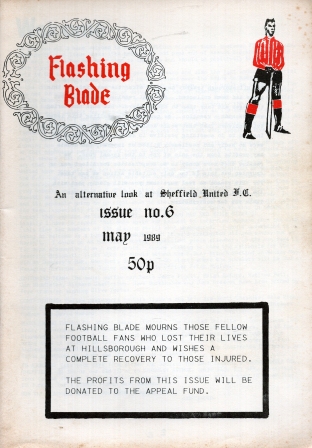 Flashing
Blade
An alternative look at Sheffield United F.C.
issue no.6
may 1989
50p
FLASHING BLADE MOURNS THOSE FELLOW
FOOTBALL FANS WHO LOST THEIR LIVES
AT HILLSBOROUGH AND WISHES A
COMPLETE RECOVERY TO THOSE INJURED.
THE PROFITS FROM THIS ISSUE WILL BE
DONATED TO THE APPEAL FUND.